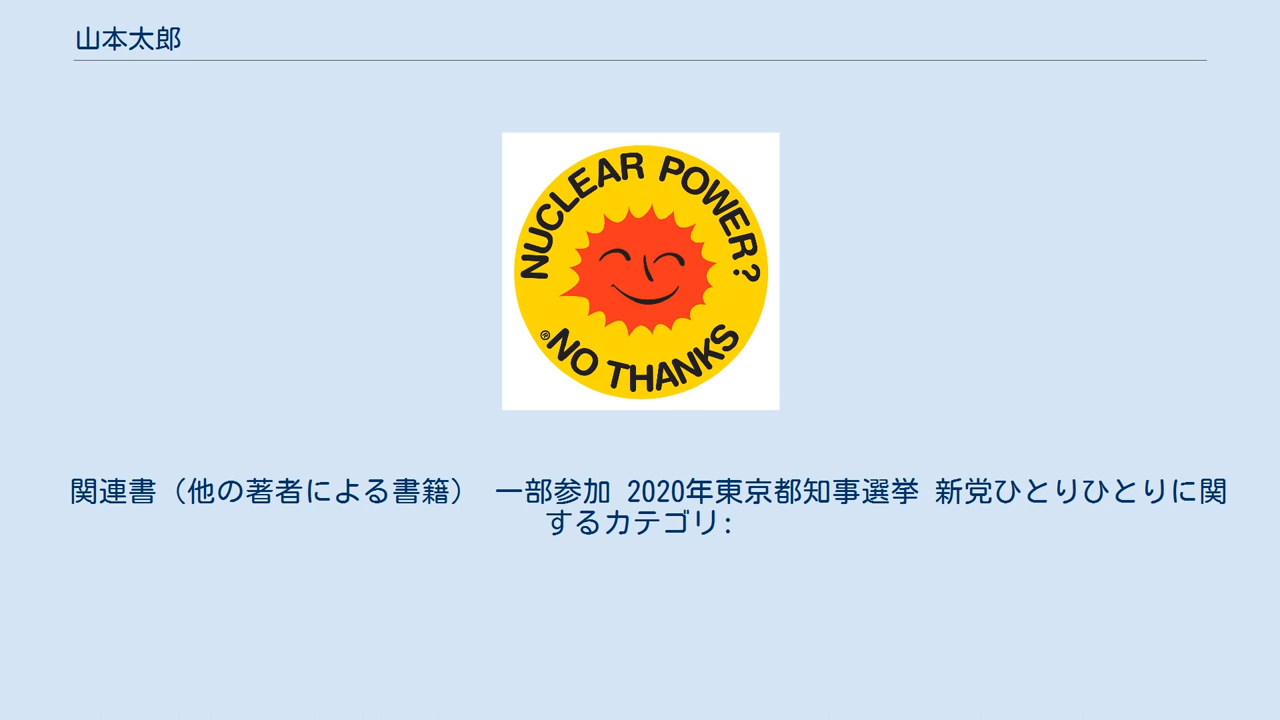 山本太郎
NUCLEAR POWER?
®NO THANKS
関連書（他の著者による書籍） 一部参加 2020年東京都知事選挙 新党ひとりひとりに関
するカテゴリ: